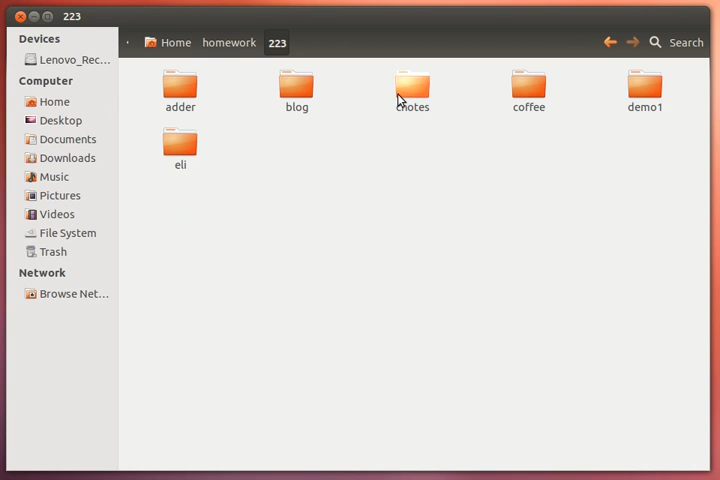 223
Devices
Lenovo_Rec...
Computer
Home
Desktop
Documents
Downloads
Music
Pictures
Videos
File System
Trash
Network
Browse Net...
Home homework 223 Search
adder blog cnotes coffee demo1
eli